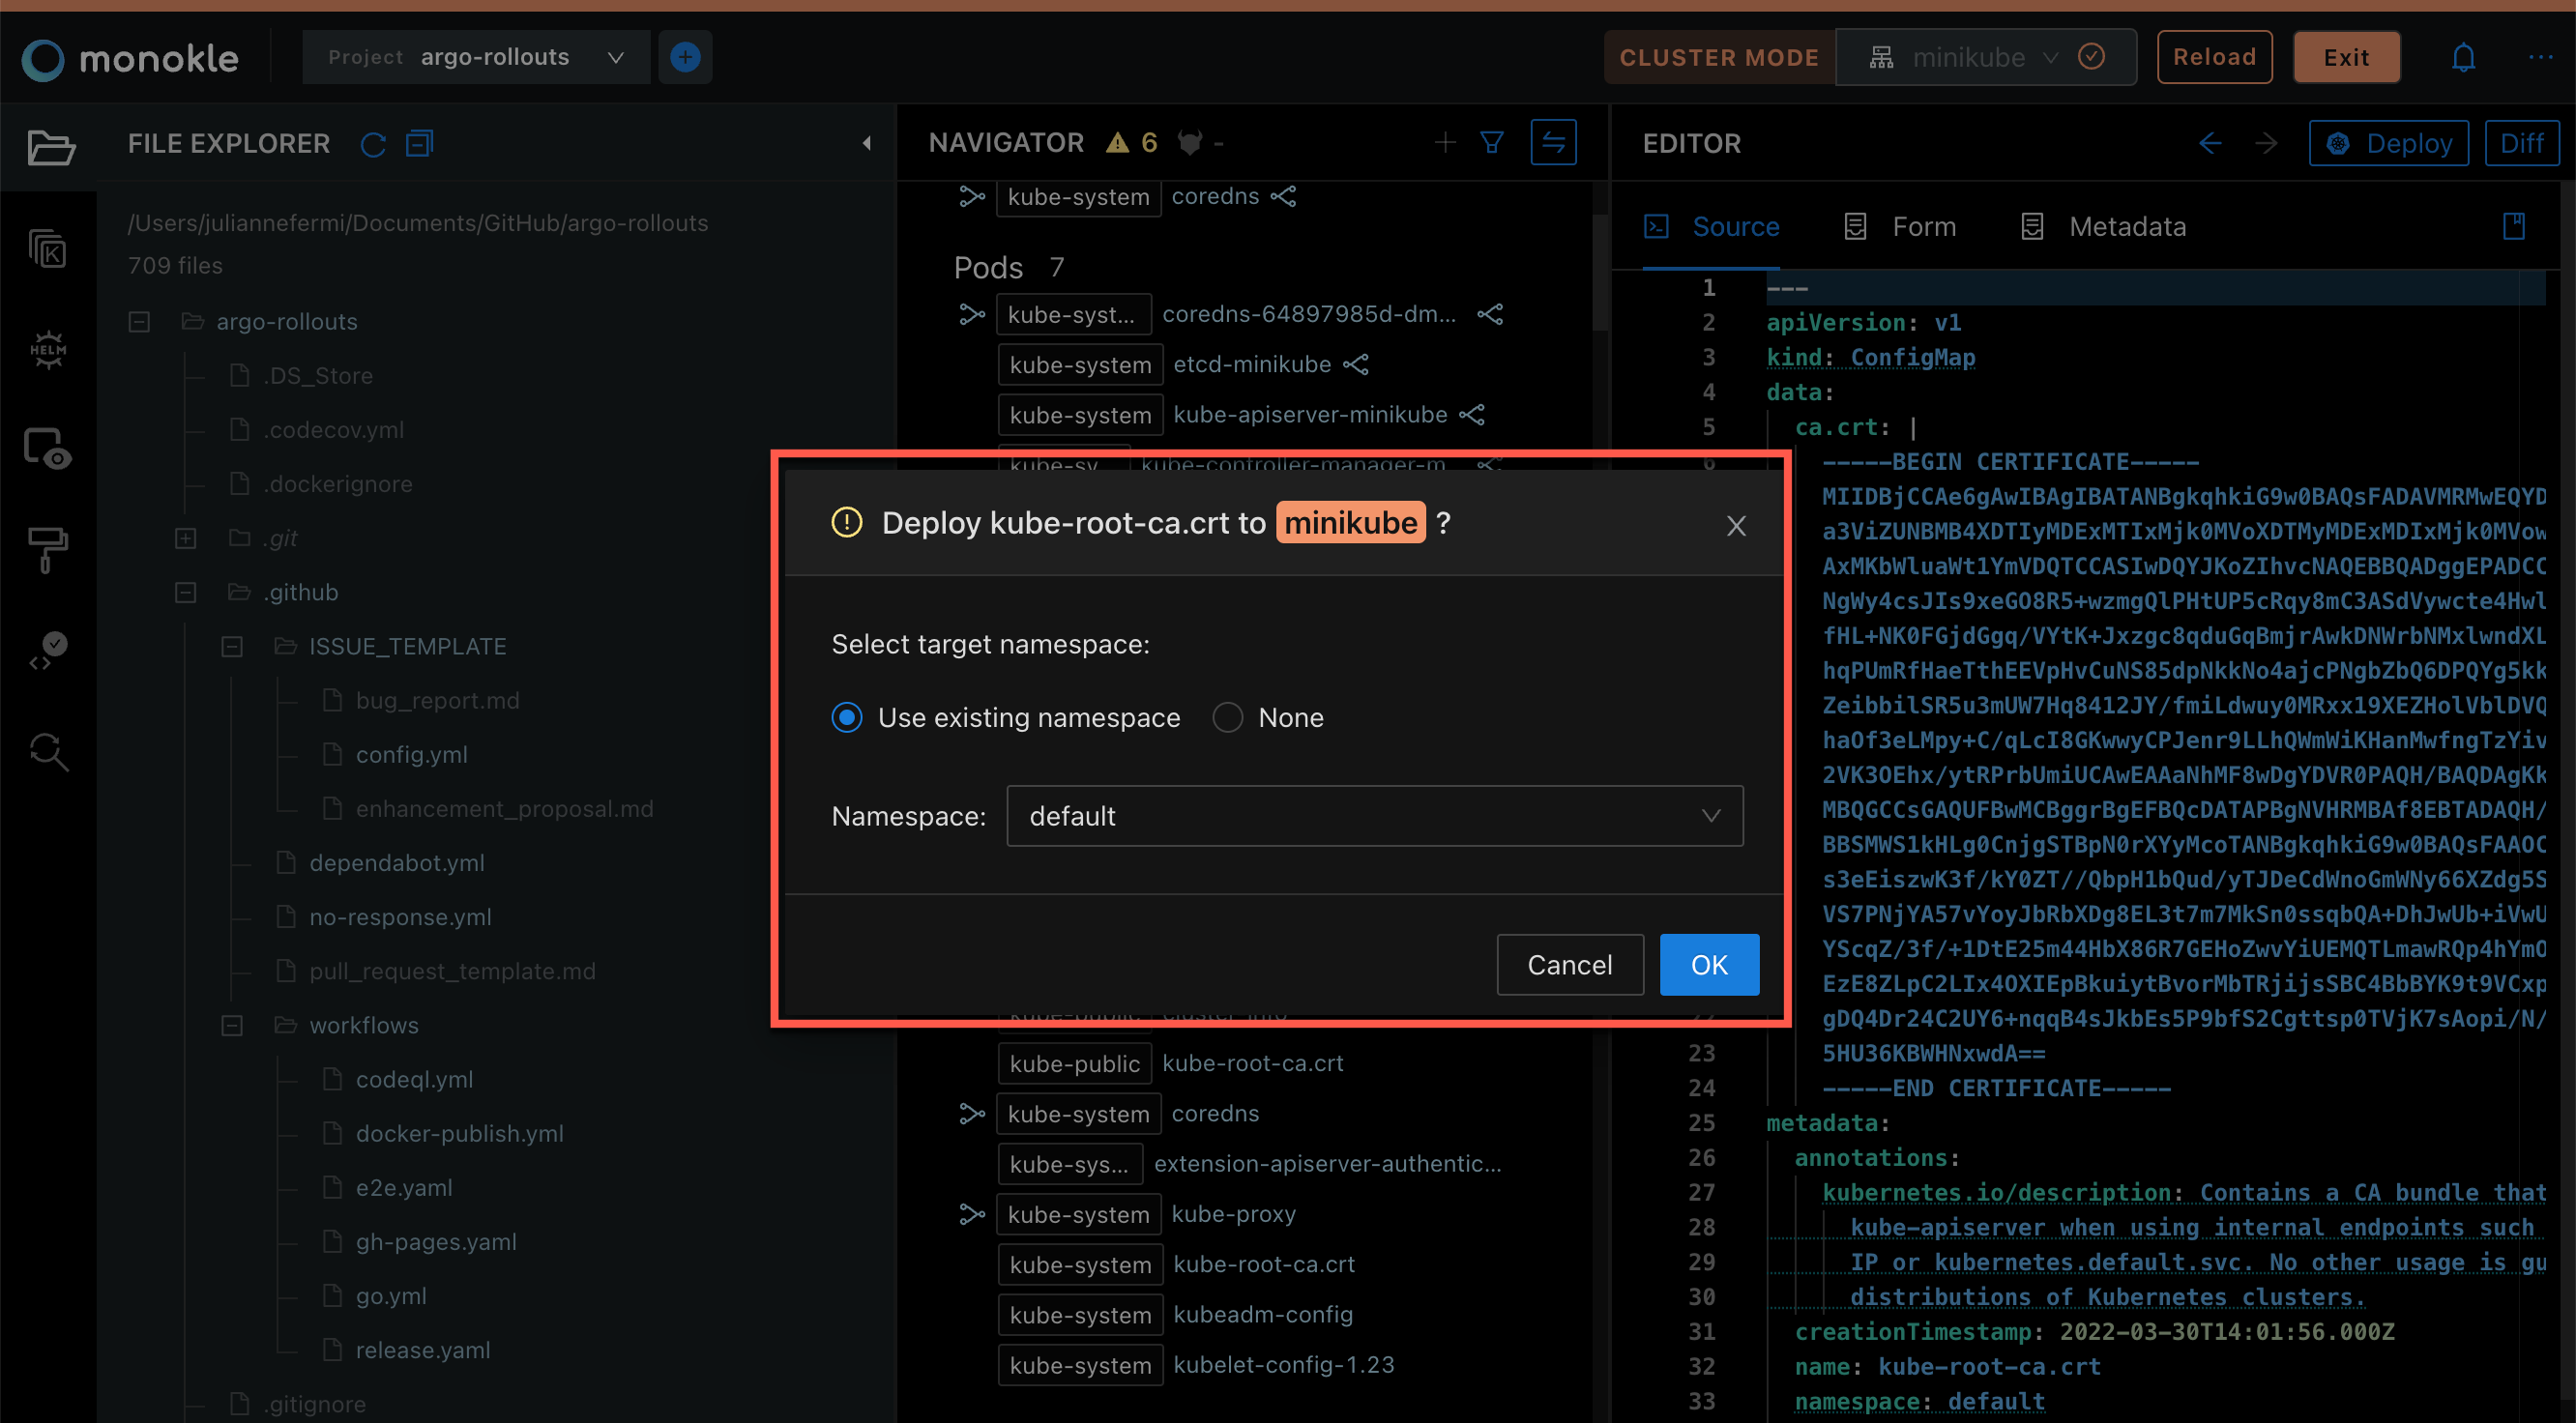 monokle
Project argo-rollouts
CLUSTER MODE
minikube
Reload
Exit
FILE EXPLORER
/Users/juliannefermi/Documents/GitHub/argo-rollouts
709 files
argo-rollouts
.DS_Store
.codecov.yml
.dockerignore
.git
.github
ISSUE_TEMPLATE
bug_report.md
config.yml
enhancement_proposal.md
dependabot.yml
no-response.yml
pull_request_template.md
workflows
codeql.yml
docker-publish.yml
e2e.yaml
gh-pages.yaml
go.yml
release.yaml
.gitignore
HELM
K
NAVIGATOR 6 -
kube-system coredns
Pods 7
kube-syst... coredns-64897985d-dm...
kube-system etcd-minikube
kube-system kube-apiserver-minikube
kube-sy... kube-controller-manager-m...
Deploy kube-root-ca.crt to minikube ?
Select target namespace:
Use existing namespace
None
Namespace: default
Cancel
OK
kube-public cluster-info
kube-public kube-root-ca.crt
kube-system coredns
kube-sys... extension-apiserver-authentic...
kube-system kube-proxy
kube-system kube-root-ca.crt
kube-system kubeadm-config
kube-system kubelet-config-1.23
EDITOR
Deploy
Diff
Source
Form
Metadata
1 ---
2 apiVersion: v1
3 kind: ConfigMap
4 data:
5 ca.crt: |
6 -----BEGIN CERTIFICATE-----
MIIDBjCCAe6gAwIBAgIBATANBgkqhkiG9w0BAQsFADAVMRMwEQYD
a3ViZUNBMB4XDTIyMDExMTIxMjk0MVoXDTMyMDExMDIxMjk0MVow
AxMKbWluaWt1YmVDQTCCASIwDQYJKoZIhvcNAQEBBQADggEPADCC
NgWy4csJIs9xeGO8R5+wzmgQlPHtUP5cRqy8mC3ASdVywcte4Hwl
fHL+NK0FGjdGgq/VYtK+Jxzgc8qduGqBmjrAwkDNWrbNMxlwndXL
hqPUmRfHaeTthEEVpHvCuNS85dpNkkNo4ajcPNgbZbQ6DPQYg5kk
ZeibbilSR5u3mUW7Hq8412JY/fmiLdwuy0MRxx19XEZHolVblDVQ
haOf3eLMpy+C/qLcI8GKwwyCPJenr9LLhQWmWiKHanMwfngTzYiv
2VK3OEhx/ytRPrbUmiUCAwEAAaNhMF8wDgYDVR0PAQH/BAQDAgKk
MBQGCCsGAQUFBwMCBggrBgEFBQcDATAPBgNVHRMBAf8EBTADAQH/
BBSMWS1kHLg0CnjgSTBpN0rXYyMcoTANBgkqhkiG9w0BAQsFAAOC
s3eEiszwK3f/kY0ZT//QbpH1bQud/yTJDeCdWnoGmWNy66XZdg5S
VS7PNjYA57vYoyJbRbXDg8EL3t7m7MkSn0ssqbQA+DhJwUb+iVwU
YScqZ/3f/+1DtE25m44HbX86R7GEHoZwvYiUEMQTLmawRQp4hYmO
EzE8ZLpC2LIx4OXIEpBkuiytBvorMbTRjijsSBC4BbBYK9t9VCxp
gDQ4Dr24C2UY6+nqqB4sJkbEs5P9bfS2Cgttsp0TVjK7sAopi/N/
23 5HU36KBWHNxwdA==
24 -----END CERTIFICATE-----
25 metadata:
26 annotations:
27 kubernetes.io/description: Contains a CA bundle that
28 kube-apiserver when using internal endpoints such
29 IP or kubernetes.default.svc. No other usage is gu
30 distributions of Kubernetes clusters.
31 creationTimestamp: 2022-03-30T14:01:56.000Z
32 name: kube-root-ca.crt
33 namespace: default